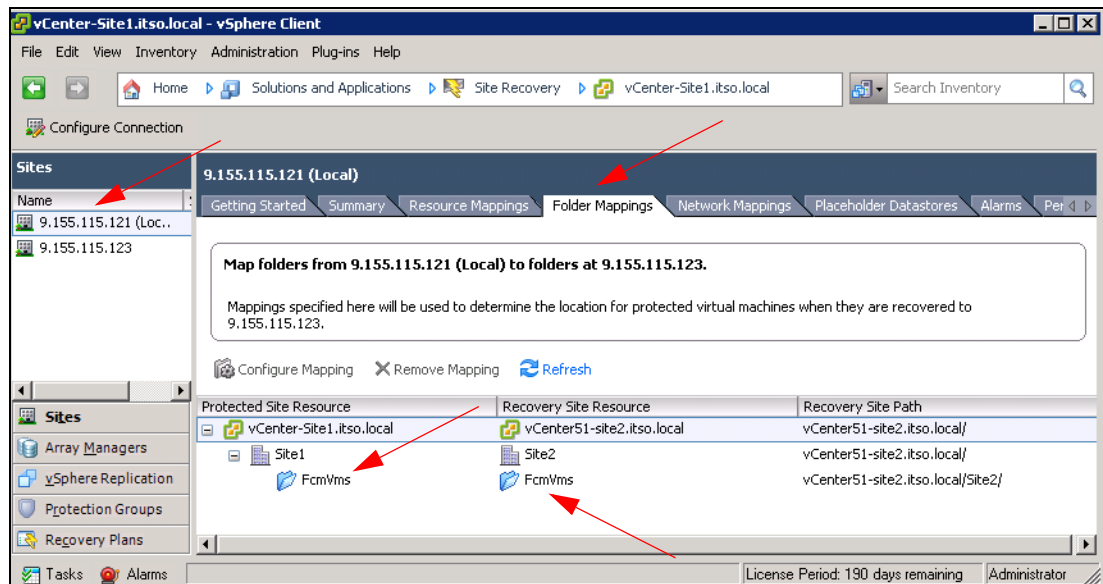 vCenter-Site1.itso.local - vSphere Client
File Edit View Inventory Administration Plug-ins Help
Home Solutions and Applications Site Recovery vCenter-Site1.itso.local Search Inventory
Configure Connection
Sites
Name
9.155.115.121 (Loc..
9.155.115.123
9.155.115.121 (Local)
Getting Started Summary Resource Mappings Folder Mappings Network Mappings Placeholder Datastores Alarms Per
Map folders from 9.155.115.121 (Local) to folders at 9.155.115.123.
Mappings specified here will be used to determine the location for protected virtual machines when they are recovered to
9.155.115.123.
Configure Mapping Remove Mapping Refresh
Protected Site Resource Recovery Site Resource Recovery Site Path
vCenter-Site1.itso.local vCenter51-site2.itso.local vCenter51-site2.itso.local/
Site1 Site2 vCenter51-site2.itso.local/
FcmVms FcmVms vCenter51-site2.itso.local/Site2/
Sites
Array Managers
vSphere Replication
Protection Groups
Recovery Plans
Tasks Alarms License Period: 190 days remaining Administrator